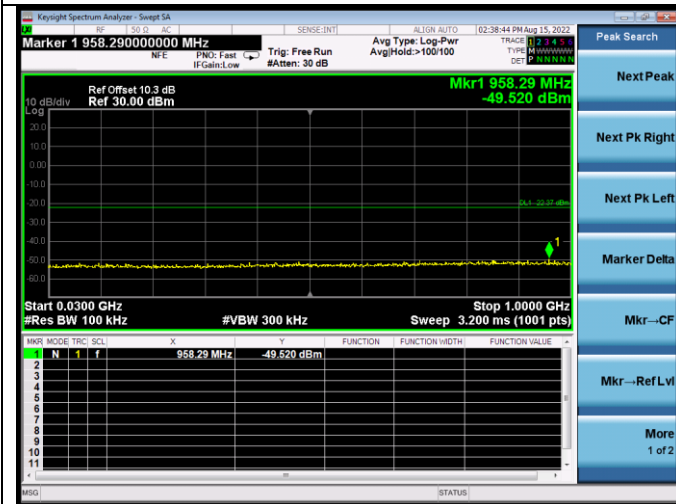 Keysight Spectrum Analyzer - Swept SA
RF 50 Ω AC SENSE:INT ALIGN AUTO 02:38:44 PM Aug 15, 2022
Marker 1 958.290000000 MHz
NFE PNO: Fast IFGain:Low
Trig: Free Run #Atten: 30 dB
Avg Type: Log-Pwr Avg|Hold:>100/100
TRACE 1 2 3 4 5 6
TYPE M
DET P N N N N N
Peak Search
Mkr1 958.29 MHz
-49.520 dBm
Ref Offset 10.3 dB
10 dB/div Ref 30.00 dBm
Log
20.0
10.0
0.00
-10.0
-20.0
DL1 -22.37 dBm
-30.0
-40.0
1
-50.0
-60.0
Start 0.0300 GHz Stop 1.0000 GHz
#Res BW 100 kHz #VBW 300 kHz Sweep 3.200 ms (1001 pts)
MKR MODE TRC SCL X Y FUNCTION FUNCTION WIDTH FUNCTION VALUE
1 N 1 f 958.29 MHz -49.520 dBm
2
3
4
5
6
7
8
9
10
11
MSG STATUS
Next Peak
Next Pk Right
Next Pk Left
Marker Delta
Mkr→CF
Mkr→Ref Lvl
More
1 of 2